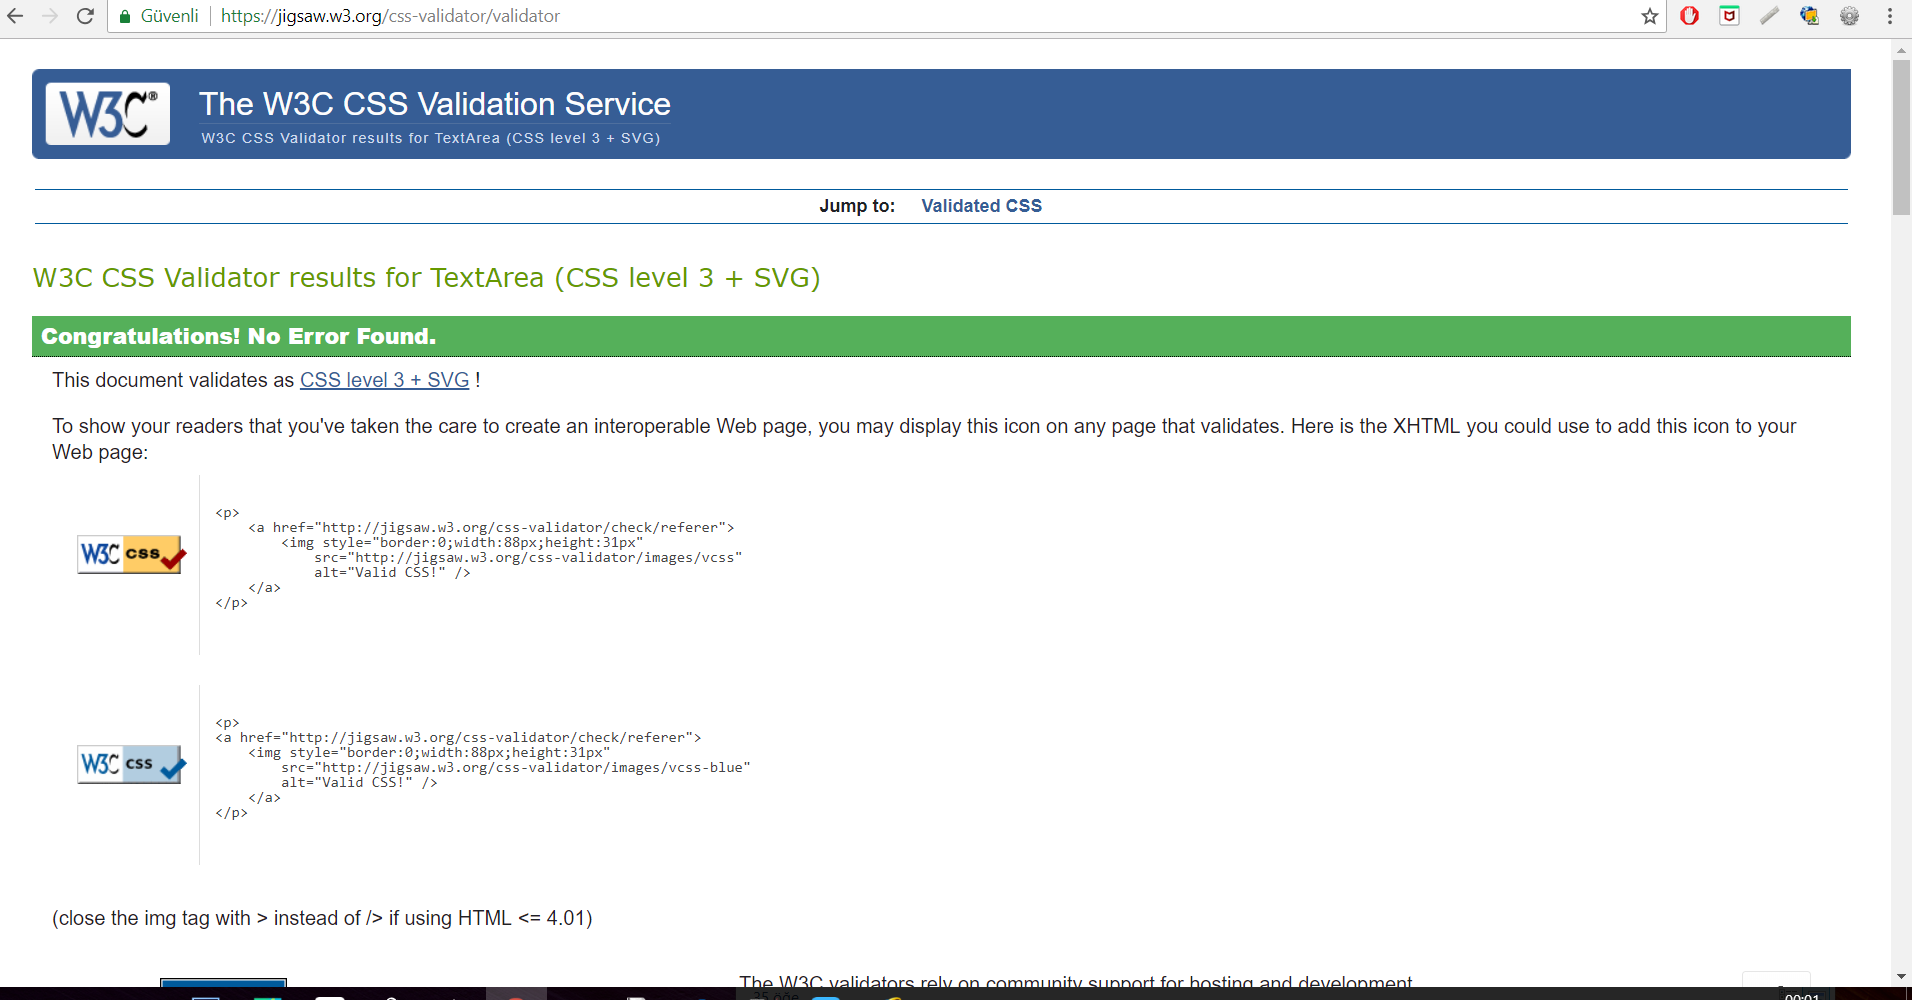 Güvenli https://jigsaw.w3.org/css-validator/validator
W3C®
The W3C CSS Validation Service
W3C CSS Validator results for TextArea (CSS level 3 + SVG)
Jump to: Validated CSS
W3C CSS Validator results for TextArea (CSS level 3 + SVG)
Congratulations! No Error Found.
This document validates as CSS level 3 + SVG !
To show your readers that you've taken the care to create an interoperable Web page, you may display this icon on any page that validates. Here is the XHTML you could use to add this icon to your
Web page:
W3C css
<p>
<a href="http://jigsaw.w3.org/css-validator/check/referer">
<img style="border:0;width:88px;height:31px"
src="http://jigsaw.w3.org/css-validator/images/vcss"
alt="Valid CSS!" />
</a>
</p>
W3C css
<p>
<a href="http://jigsaw.w3.org/css-validator/check/referer">
<img style="border:0;width:88px;height:31px"
src="http://jigsaw.w3.org/css-validator/images/vcss-blue"
alt="Valid CSS!" />
</a>
</p>
(close the img tag with > instead of /> if using HTML <= 4.01)
The W3C validators rely on community support for hosting and development.
00:01